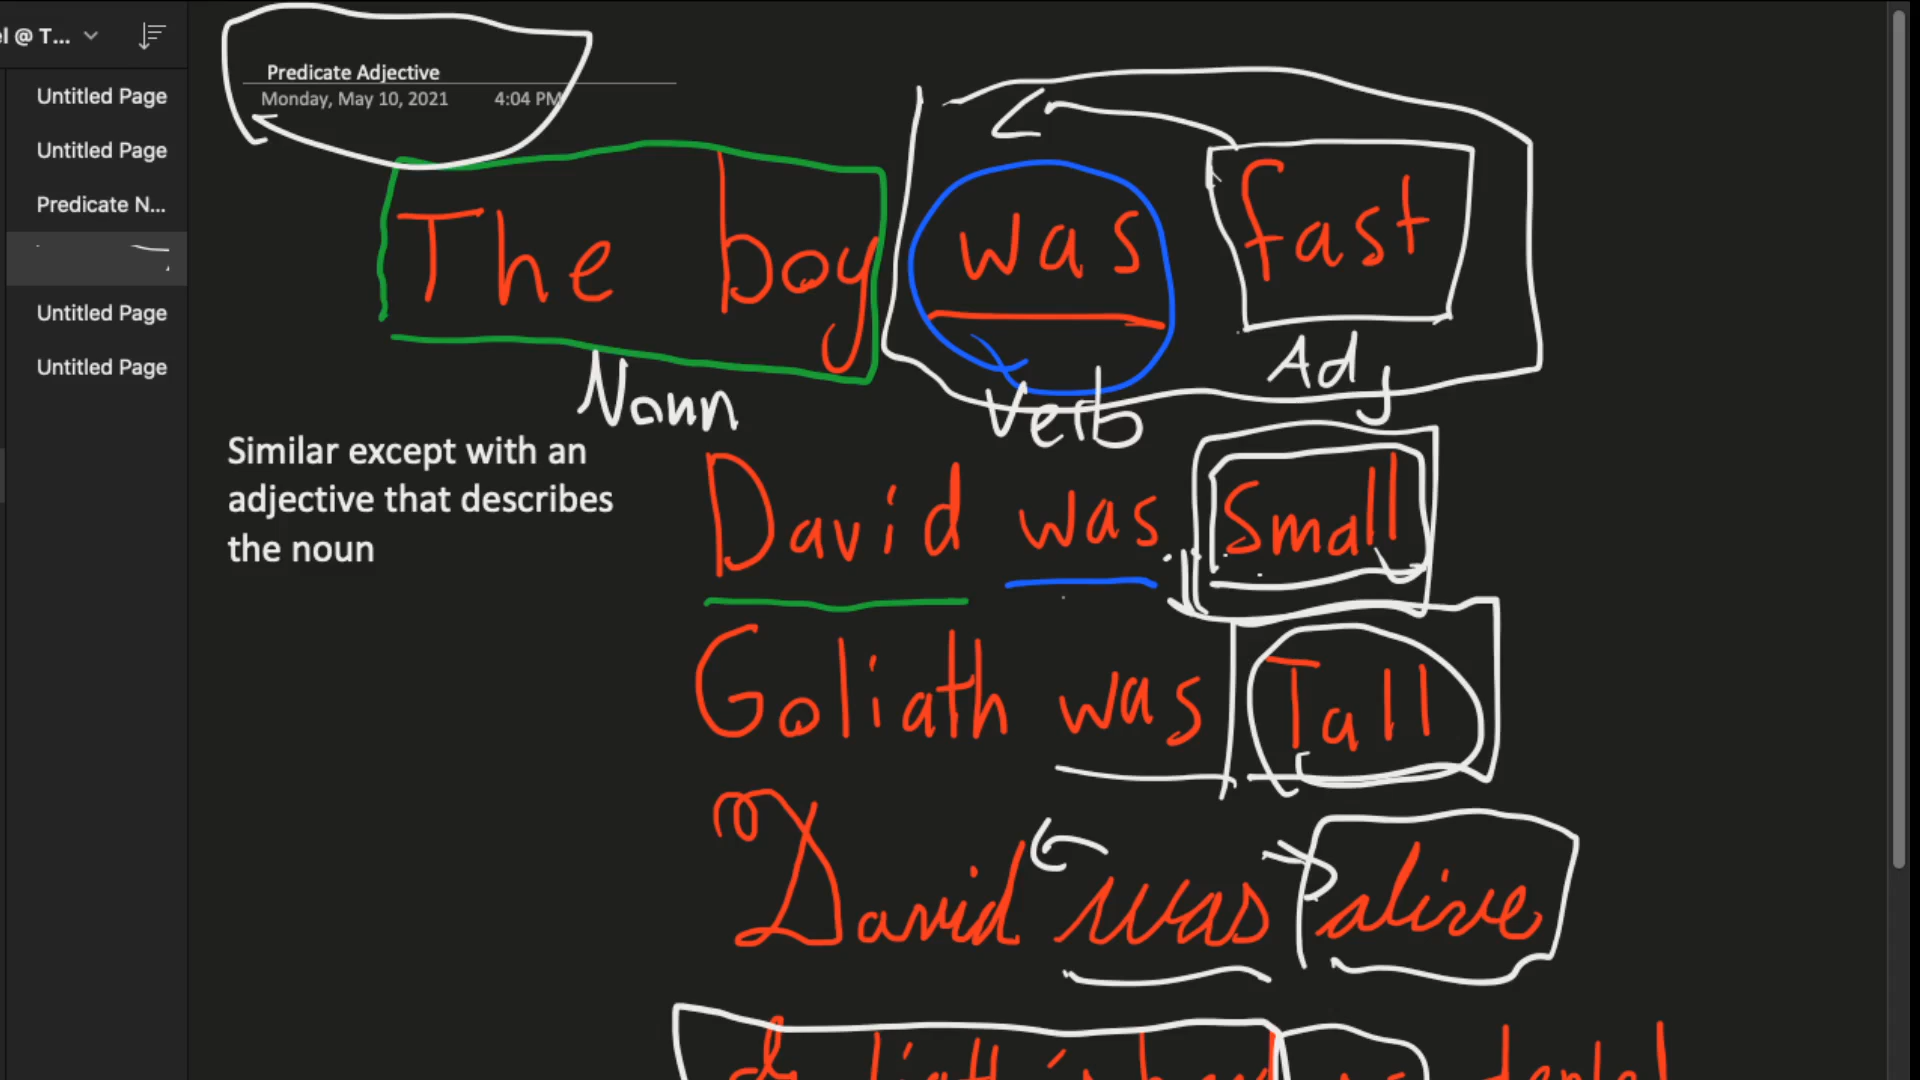 el @ T...
Untitled Page
Untitled Page
Predicate N...
Untitled Page
Untitled Page
Predicate Adjective
Monday, May 10, 2021 4:04 PM
The boy was fast
Noun Verb Adj
Similar except with an
adjective that describes
the noun
David was small
Goliath was Tall
David was alive